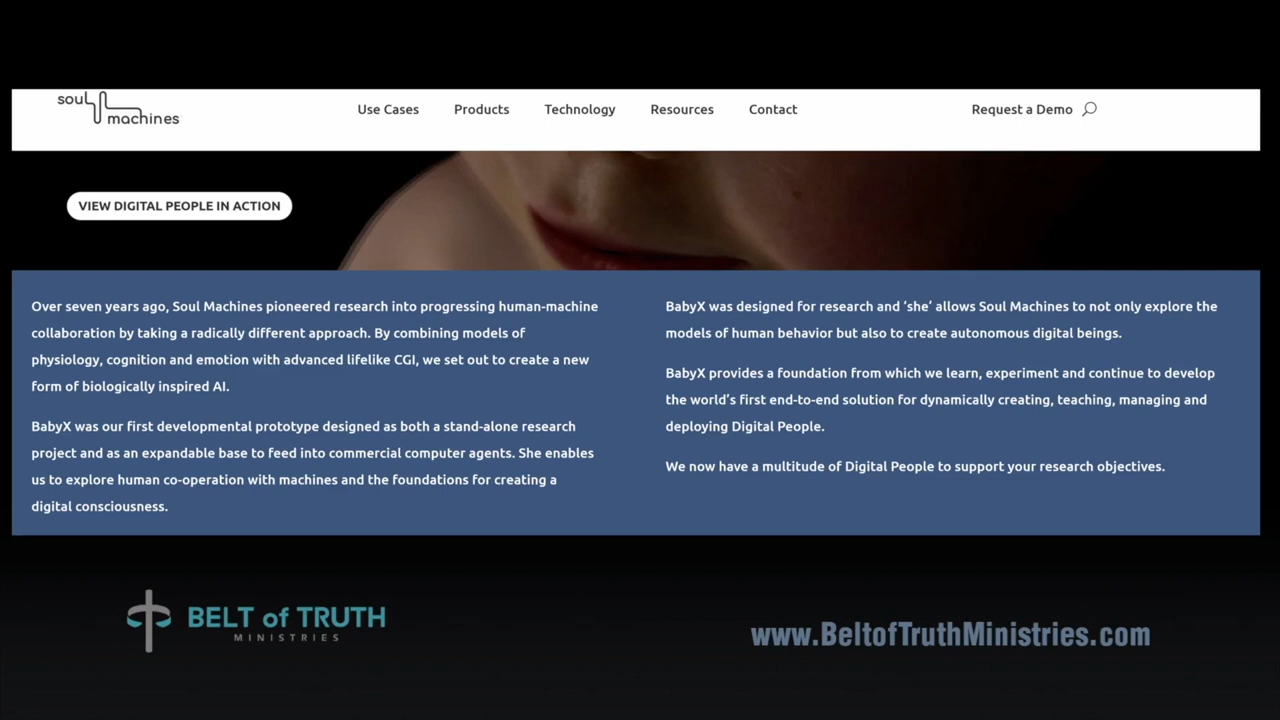 soul machines
Use Cases
Products
Technology
Resources
Contact
Request a Demo
VIEW DIGITAL PEOPLE IN ACTION
Over seven years ago, Soul Machines pioneered research into progressing human-machine
collaboration by taking a radically different approach. By combining models of
physiology, cognition and emotion with advanced lifelike CGI, we set out to create a new
form of biologically inspired AI.
BabyX was our first developmental prototype designed as both a stand-alone research
project and as an expandable base to feed into commercial computer agents. She enables
us to explore human co-operation with machines and the foundations for creating a
digital consciousness.
BabyX was designed for research and ‘she’ allows Soul Machines to not only explore the
models of human behavior but also to create autonomous digital beings.
BabyX provides a foundation from which we learn, experiment and continue to develop
the world’s first end-to-end solution for dynamically creating, teaching, managing and
deploying Digital People.
We now have a multitude of Digital People to support your research objectives.
BELT of TRUTH
MINISTRIES
www.BeltofTruthMinistries.com